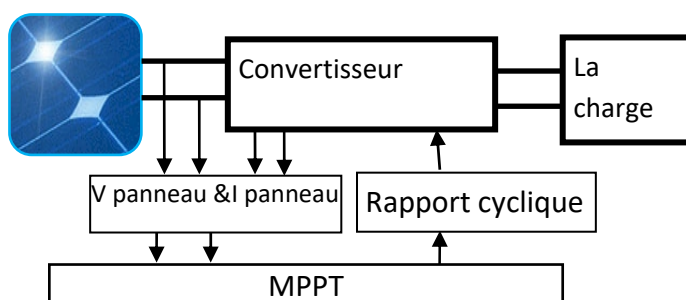 Convertisseur
La
charge
V panneau &I panneau
Rapport cyclique
MPPT